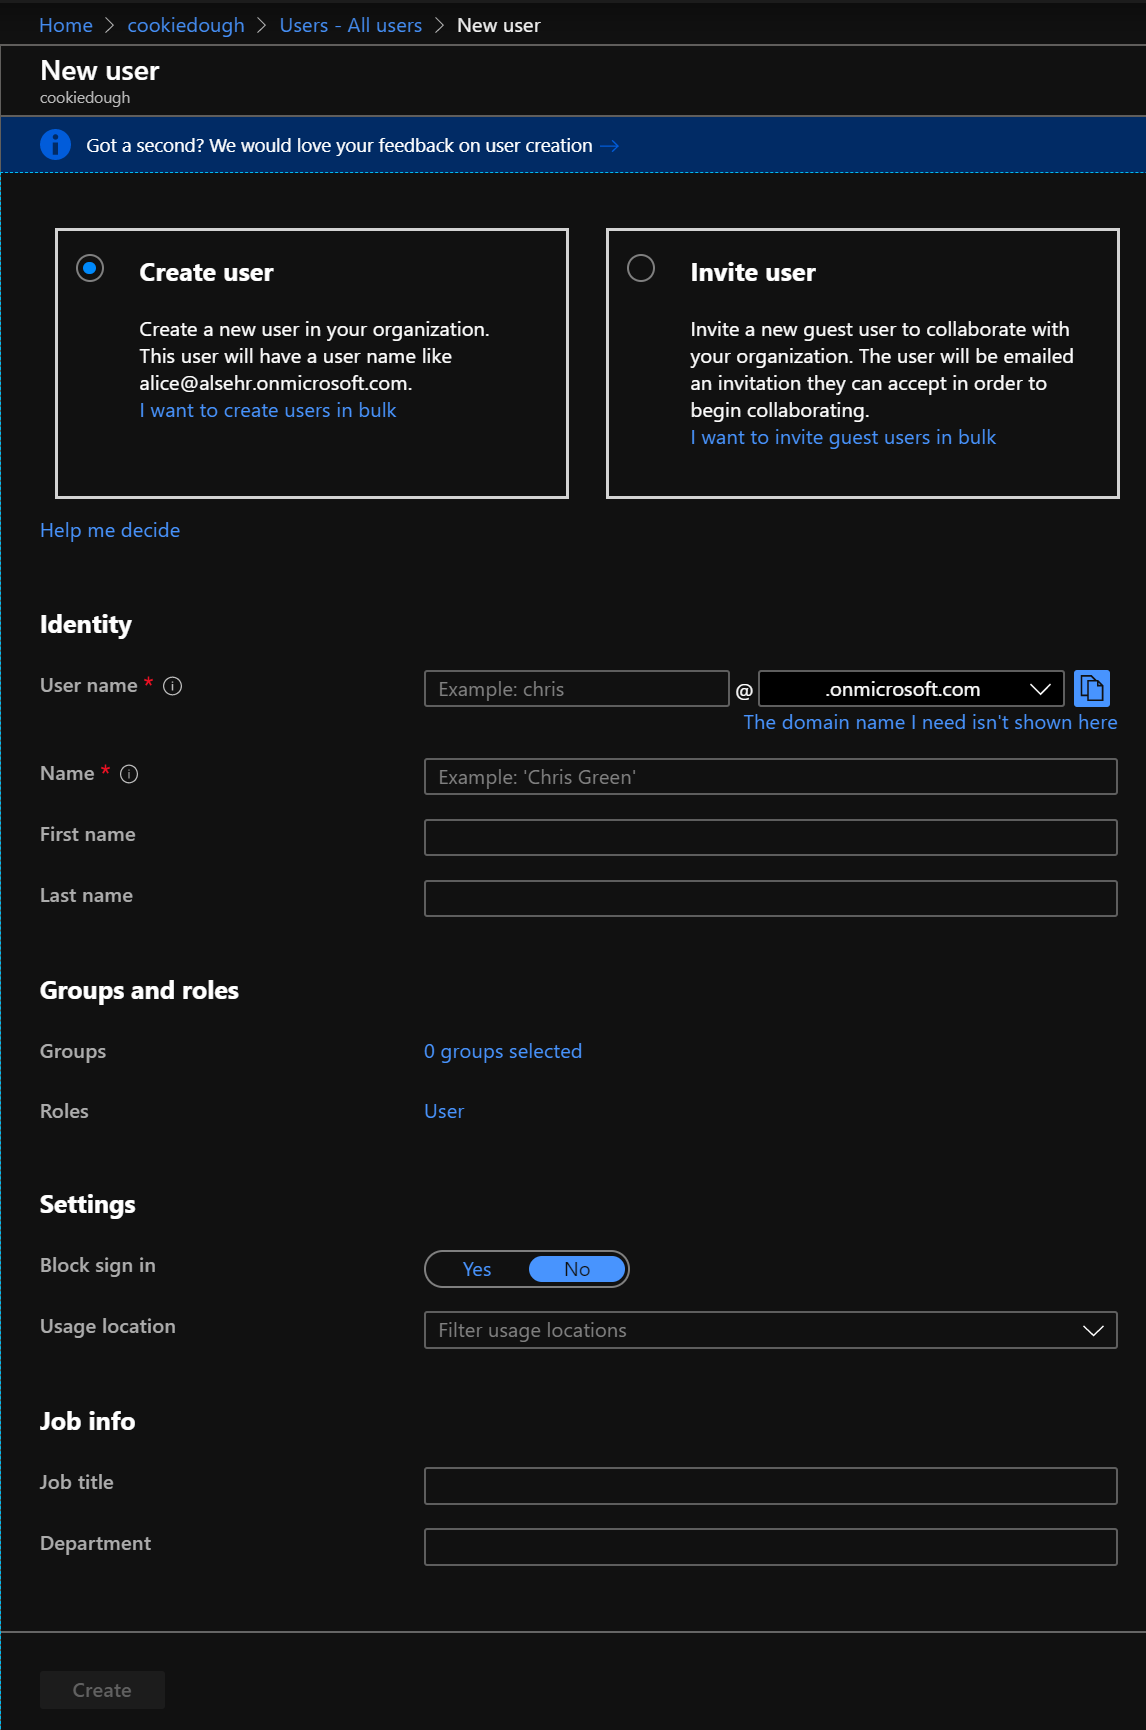 Home > cookiedough > Users - All users > New user
New user
cookiedough
Got a second? We would love your feedback on user creation →
Create user
Create a new user in your organization.
This user will have a user name like
alice@alsehr.onmicrosoft.com.
I want to create users in bulk
Invite user
Invite a new guest user to collaborate with
your organization. The user will be emailed
an invitation they can accept in order to
begin collaborating.
I want to invite guest users in bulk
Help me decide
Identity
User name * Example: chris @ .onmicrosoft.com
The domain name I need isn't shown here
Name * Example: 'Chris Green'
First name
Last name
Groups and roles
Groups 0 groups selected
Roles User
Settings
Block sign in Yes No
Usage location Filter usage locations
Job info
Job title
Department
Create